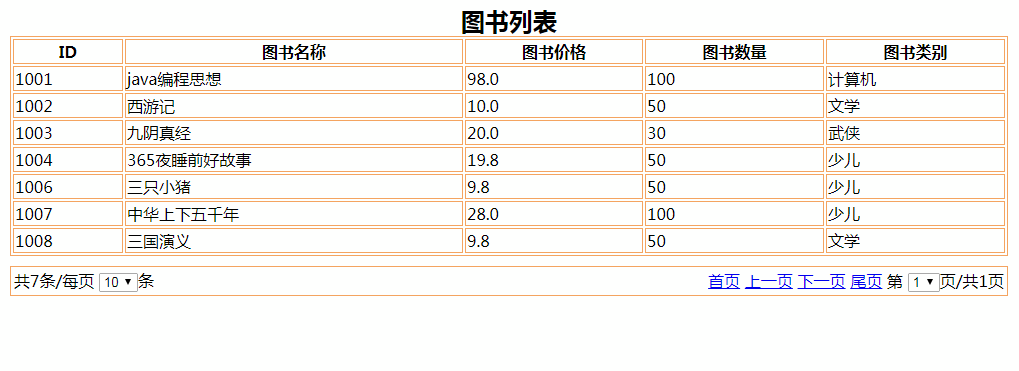 图书列表
ID 图书名称 图书价格 图书数量 图书类别
1001 java编程思想 98.0 100 计算机
1002 西游记 10.0 50 文学
1003 九阴真经 20.0 30 武侠
1004 365夜睡前好故事 19.8 50 少儿
1006 三只小猪 9.8 50 少儿
1007 中华上下五千年 28.0 100 少儿
1008 三国演义 9.8 50 文学
共7条/每页 10 条 首页 上一页 下一页 尾页 第 1 页/共1页